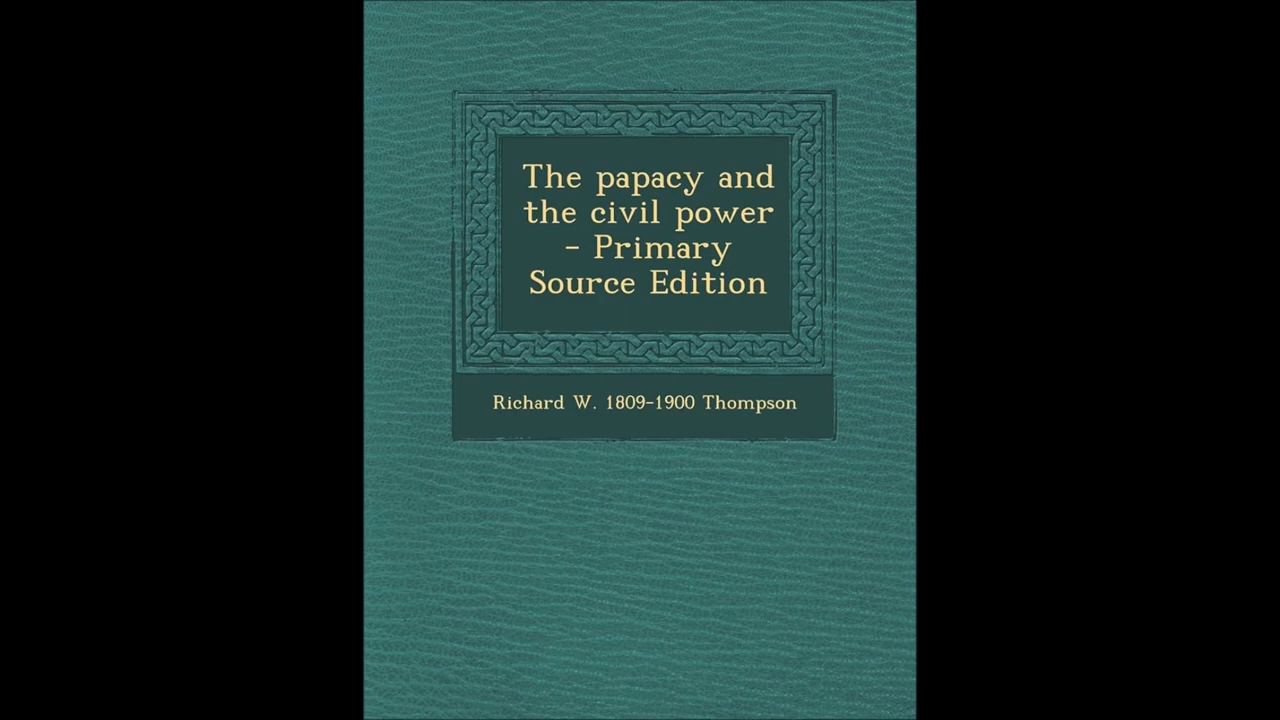 The papacy and
the civil power
- Primary
Source Edition
Richard W. 1809-1900 Thompson